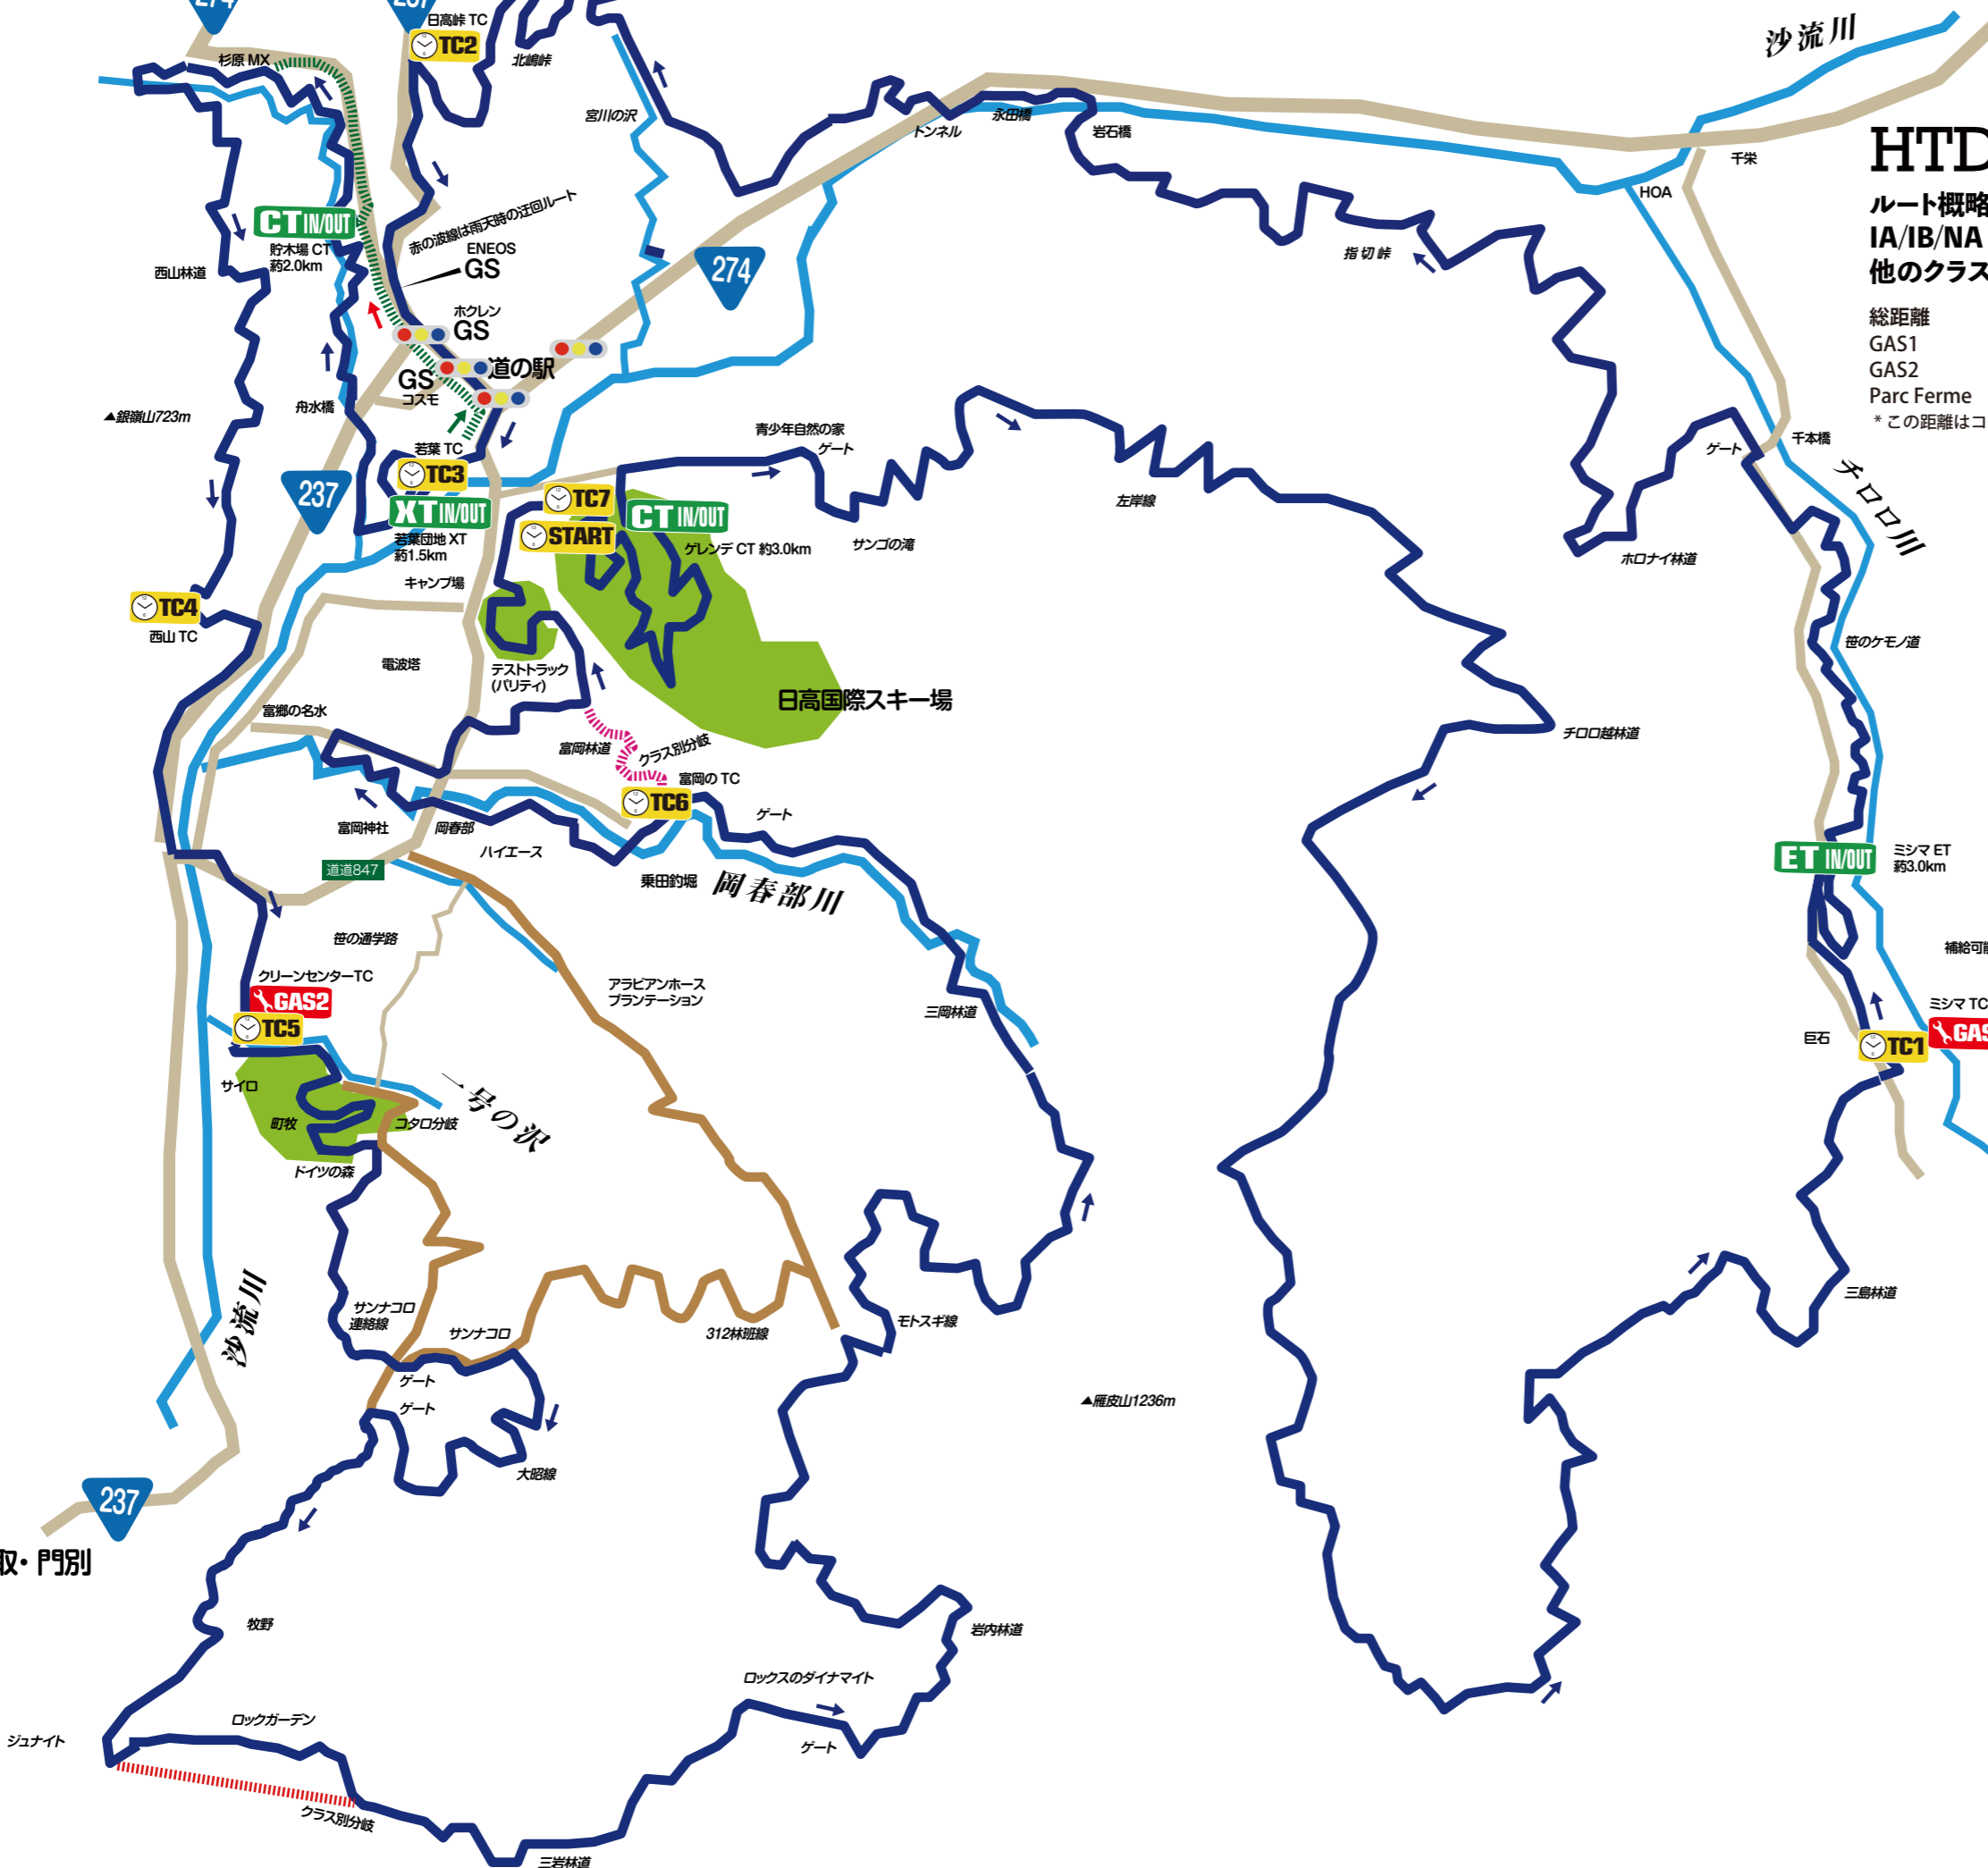 274
237
日高峠 TC
TC2
杉原 MX
北嶋峠
沙流川
宮川の沢
トンネル
永田橋
岩石橋
千栄
HOA
HTD
ルート概略
IA/IB/NA
他のクラス
総距離
GAS1
GAS2
Parc Ferme
* この距離はコ
CT IN/OUT
貯木場 CT
約2.0km
赤の波線は雨天時の迂回ルート
ENEOS
GS
西山林道
274
指切峠
ホクレン
GS
道の駅
GS
コスモ
舟水橋
▲銀嶺山723m
若葉 TC
TC3
XT IN/OUT
若葉団地 XT
約1.5km
237
青少年自然の家
ゲート
左岸線
サンゴの滝
ゲート
千本橋
チロロ川
ホロナイ林道
TC7
START
CT IN/OUT
ゲレンデ CT 約3.0km
キャンプ場
TC4
西山 TC
電波塔
テストトラック
(パリティ)
日高国際スキー場
笹のケモノ道
富郷の名水
富岡林道
クラス別分岐
チロロ越林道
富岡の TC
TC6
ゲート
富岡神社
岡春部
ハイエース
道道847
乗田釣堀
岡春部川
ET IN/OUT
ミシマ ET
約3.0km
笹の通学路
補給可能
クリーンセンターTC
GAS2
TC5
アラビアンホース
プランテーション
三岡林道
ミシマ TC
GAS
TC1
巨石
サイロ
町牧
コタロ分岐
一号の沢
ドイツの森
沙流川
サンナコロ
連絡線
サンナコロ
312林班線
モトスギ線
三島林道
ゲート
ゲート
▲雁皮山1236m
大昭線
237
取・門別
牧野
岩内林道
ロックスのダイナマイト
ゲート
ロックガーデン
ジュナイト
クラス別分岐
三岩林道